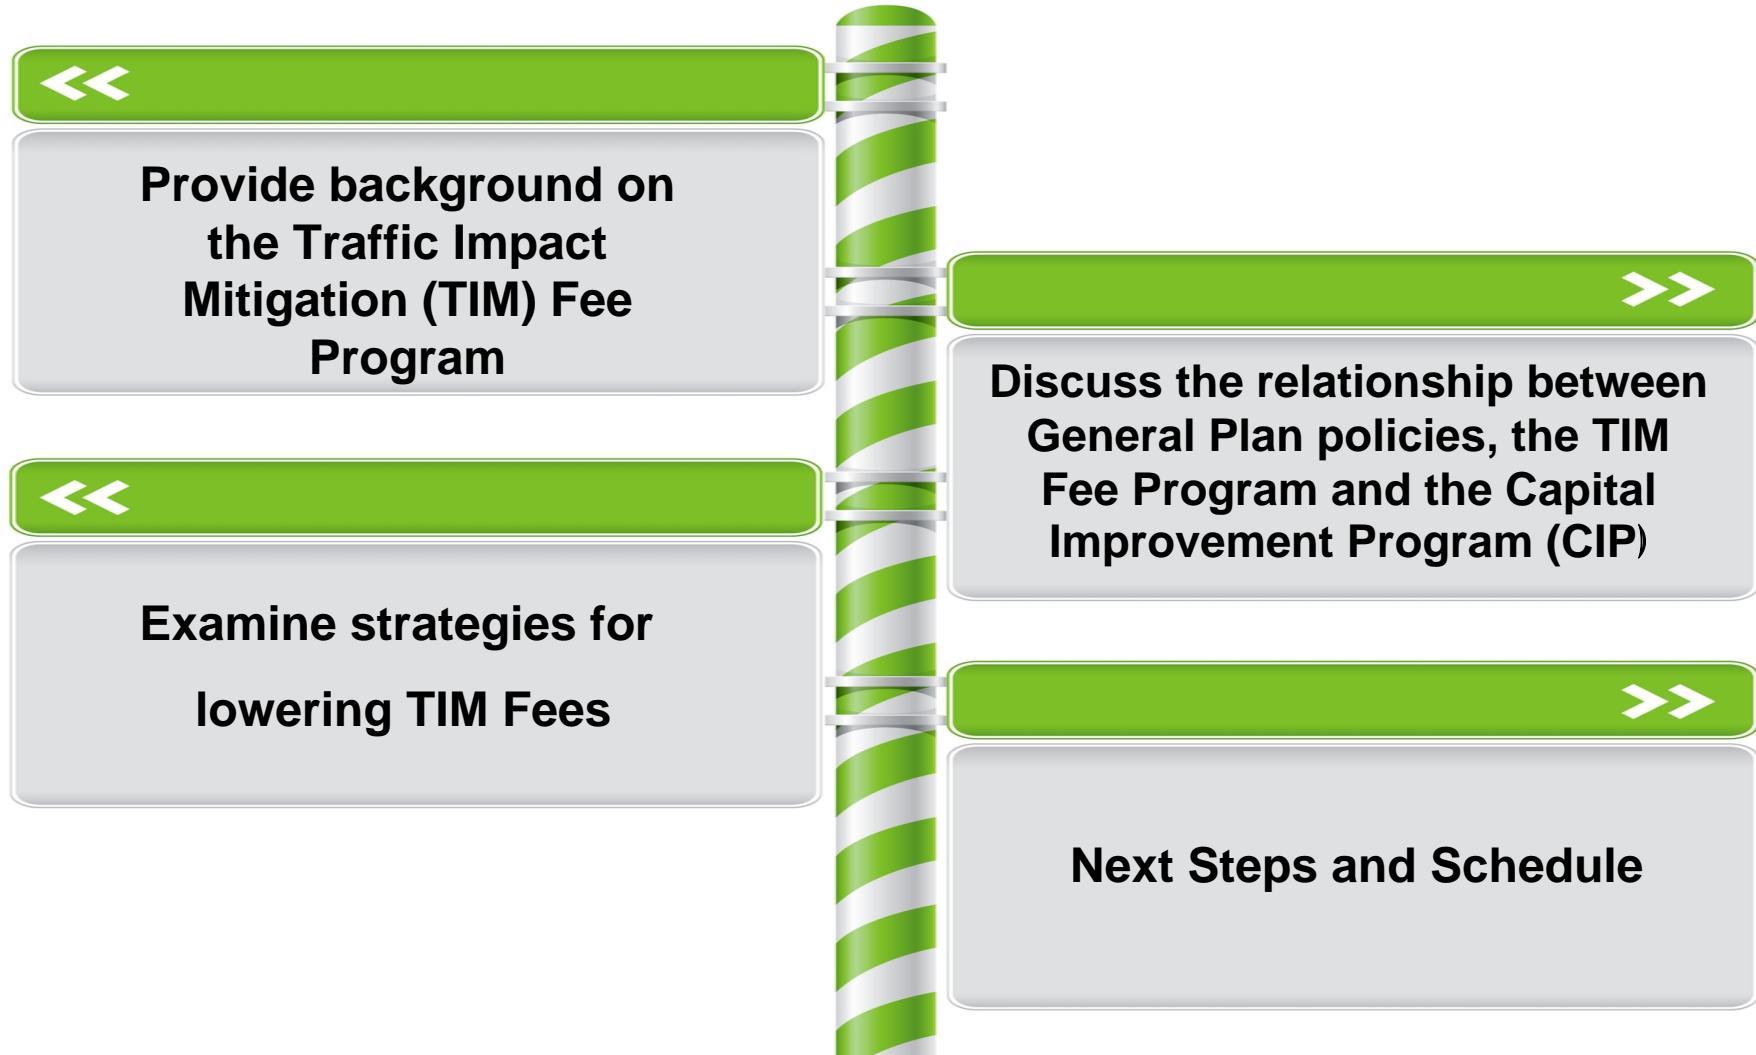 Provide background on
the Traffic Impact
Mitigation (TIM) Fee
Program
Discuss the relationship between
General Plan policies, the TIM
Fee Program and the Capital
Improvement Program (CIP)
Examine strategies for
lowering TIM Fees
Next Steps and Schedule